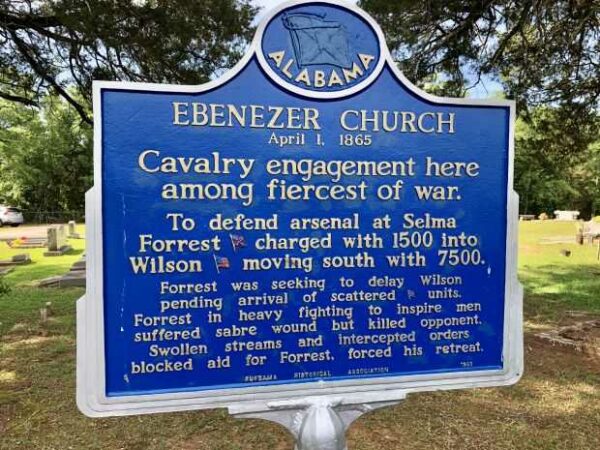 ALABAMA
EBENEZER CHURCH
April 1, 1865
Cavalry engagement here
among fiercest of war.
To defend arsenal at Selma
Forrest charged with 1500 into
Wilson moving south with 7500.
Forrest was seeking to delay Wilson
pending arrival of scattered units.
Forrest in heavy fighting to inspire men
suffered sabre wound but killed opponent.
Swollen streams and intercepted orders
blocked aid for Forrest, forced his retreat.
ALABAMA HISTORICAL ASSOCIATION